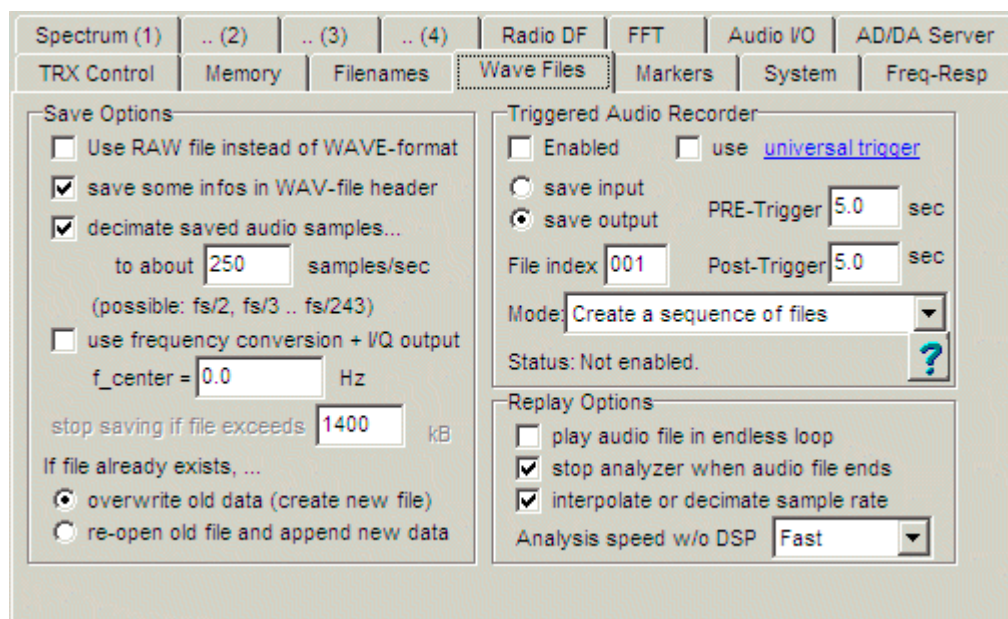 Spectrum (1) .. (2) .. (3) .. (4) Radio DF FFT Audio I/O AD/DA Server
TRX Control Memory Filenames Wave Files Markers System Freq-Resp
Save Options
Use RAW file instead of WAVE-format
save some infos in WAV-file header
decimate saved audio samples...
to about 250 samples/sec
(possible: fs/2, fs/3 .. fs/243)
use frequency conversion + I/Q output
f_center = 0.0 Hz
stop saving if file exceeds 1400 kB
If file already exists, ...
overwrite old data (create new file)
re-open old file and append new data
Triggered Audio Recorder
Enabled use universal trigger
save input
save output
PRE-Trigger 5.0 sec
File index 001 Post-Trigger 5.0 sec
Mode: Create a sequence of files
Status: Not enabled. ?
Replay Options
play audio file in endless loop
stop analyzer when audio file ends
interpolate or decimate sample rate
Analysis speed w/o DSP Fast